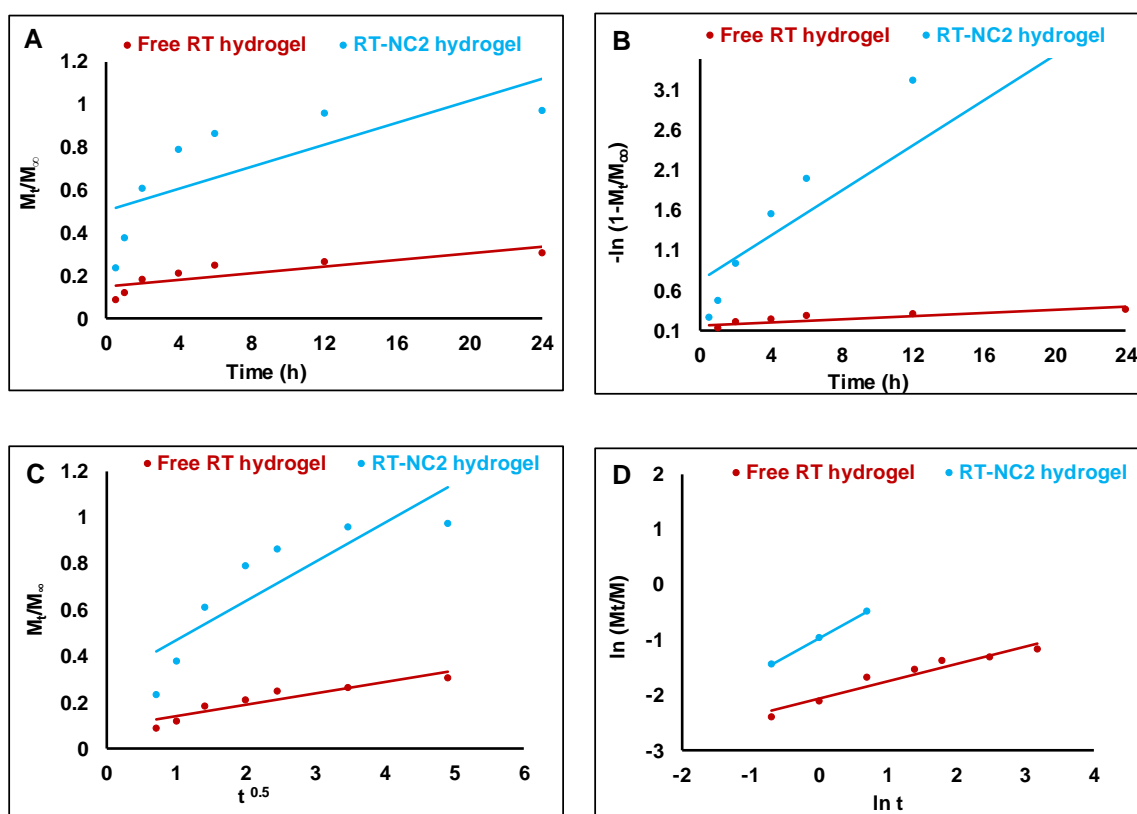 A
Free RT hydrogel
RT-NC2 hydrogel
1.2
1
0.8
0.6
0.4
0.2
0
Mt/M∞
0 4 8 12 16 20 24
Time (h)
B
Free RT hydrogel
RT-NC2 hydrogel
3.1
2.6
2.1
1.6
1.1
0.6
0.1
-ln (1-Mt/M∞)
0 4 8 12 16 20 24
Time (h)
C
Free RT hydrogel
RT-NC2 hydrogel
1.2
1
0.8
0.6
0.4
0.2
0
Mt/M∞
0 1 2 3 4 5 6
t 0.5
D
Free RT hydrogel
RT-NC2 hydrogel
2
1
0
-1
-2
-3
ln (Mt/M)
-2 -1 0 1 2 3 4
ln t